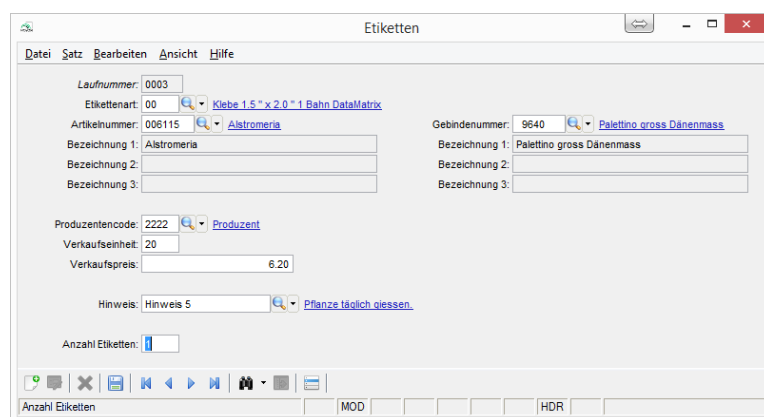 Etiketten
Datei Satz Bearbeiten Ansicht Hilfe
Laufnummer: 0003
Etikettenart: 00 Klebe 1.5 " x 2.0 " 1 Bahn DataMatrix
Artikelnummer: 006115 Alstromeria Gebindenummer: 9640 Palettino gross Dänenmass
Bezeichnung 1: Alstromeria Bezeichnung 1: Palettino gross Dänenmass
Bezeichnung 2: Bezeichnung 2:
Bezeichnung 3: Bezeichnung 3:
Produzentencode: 2222 Produzent
Verkaufseinheit: 20
Verkaufspreis: 6.20
Hinweis: Hinweis 5 Pflanze täglich giessen.
Anzahl Etiketten: 1
Anzahl Etiketten MOD HDR